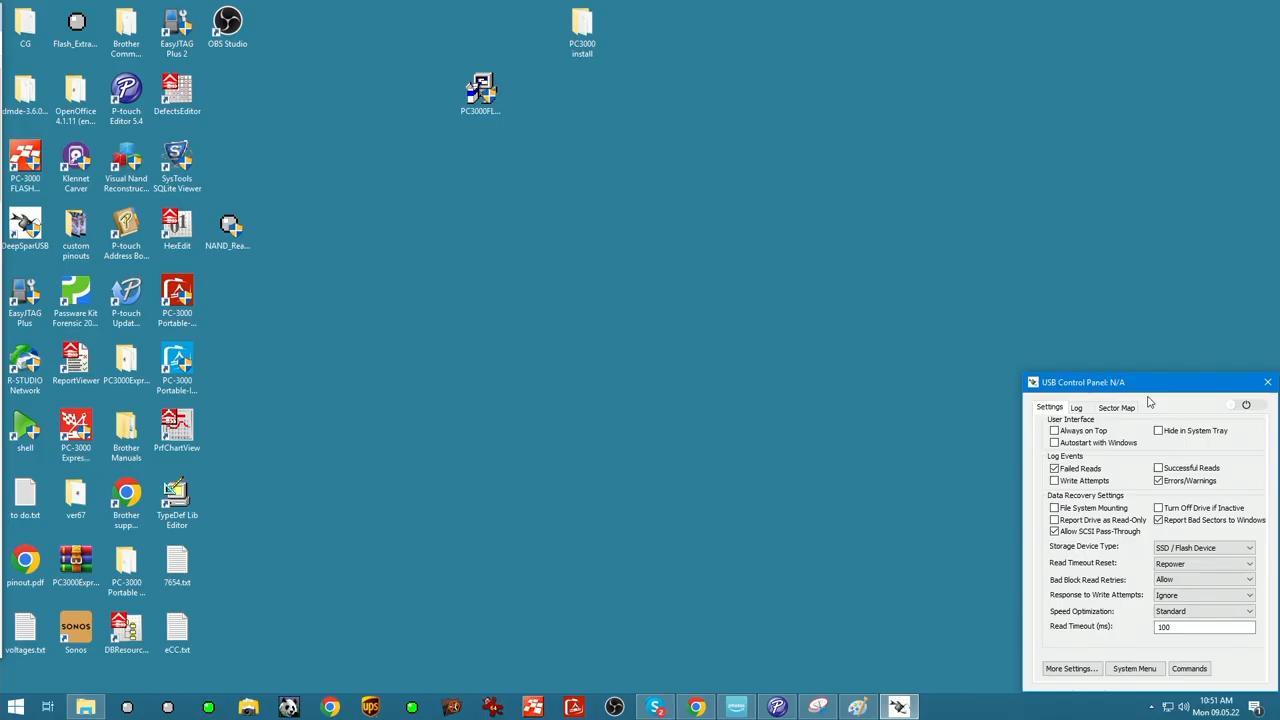 CG
Flash_Extra...
Brother
Comm...
EasyJTAG
Plus 2
OBS Studio
PC3000
install
dmde-3.6.0...
OpenOffice
4.1.11 (en...
P-touch
Editor 5.4
DefectsEditor
PC3000FL...
PC-3000
FLASH...
Klennet
Carver
Visual Nand
Reconstruc...
SysTools
SQLite Viewer
DeepSparUSB
custom
pinouts
P-touch
Address Bo...
HexEdit
NAND_Rea...
EasyJTAG
Plus
Passware Kit
Forensic 20...
P-touch
Updat...
PC-3000
Portable-...
R-STUDIO
Network
ReportViewer
PC3000Expr...
PC-3000
Portable-I...
shell
PC-3000
Expres...
Brother
Manuals
PrfChartView
to do.txt
ver67
Brother
supp...
TypeDef Lib
Editor
pinout.pdf
PC3000Expr...
PC-3000
Portable ...
7654.txt
voltages.txt
SONOS
Sonos
DBResourc...
eCC.txt
USB Control Panel: N/A
Settings
Log
Sector Map
User Interface
Always on Top
Hide in System Tray
Autostart with Windows
Log Events
Failed Reads
Successful Reads
Write Attempts
Errors/Warnings
Data Recovery Settings
File System Mounting
Turn Off Drive if Inactive
Report Drive as Read-Only
Report Bad Sectors to Windows
Allow SCSI Pass-Through
Storage Device Type:
SSD / Flash Device
Read Timeout Reset:
Repower
Bad Block Read Retries:
Allow
Response to Write Attempts:
Ignore
Speed Optimization:
Standard
Read Timeout (ms):
100
More Settings...
System Menu
Commands
10:51 AM
Mon 09.05.22